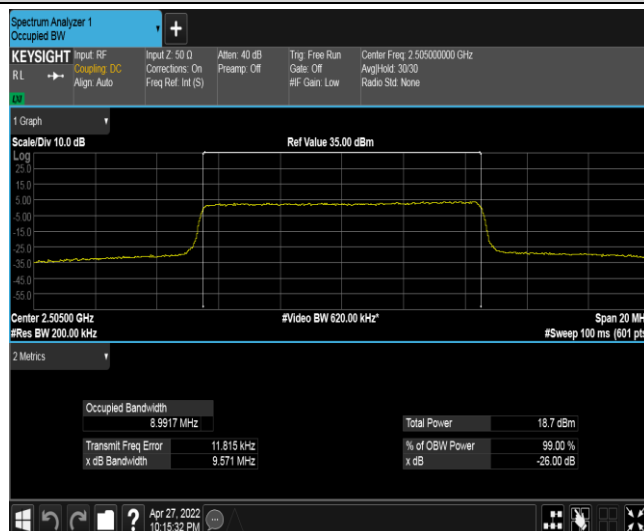 Spectrum Analyzer 1
Occupied BW
+
KEYSIGHT Input: RF Input Z: 50 Ω Atten: 40 dB Trig: Free Run Center Freq: 2.505000000 GHz
RL Coupling: DC Corrections: On Preamp: Off Gate: Off Avg|Hold: 30/30
Align: Auto Freq Ref: Int (S) #IF Gain: Low Radio Std: None
1 Graph
Scale/Div 10.0 dB Ref Value 35.00 dBm
Log
25.0
15.0
5.00
-5.00
-15.0
-25.0
-35.0
-45.0
-55.0
Center 2.50500 GHz #Video BW 620.00 kHz* Span 20 MH
#Res BW 200.00 kHz #Sweep 100 ms (601 pts
2 Metrics
Occupied Bandwidth
8.9917 MHz Total Power 18.7 dBm
Transmit Freq Error 11.815 kHz % of OBW Power 99.00 %
x dB Bandwidth 9.571 MHz x dB -26.00 dB
? Apr 27, 2022
10:15:32 PM